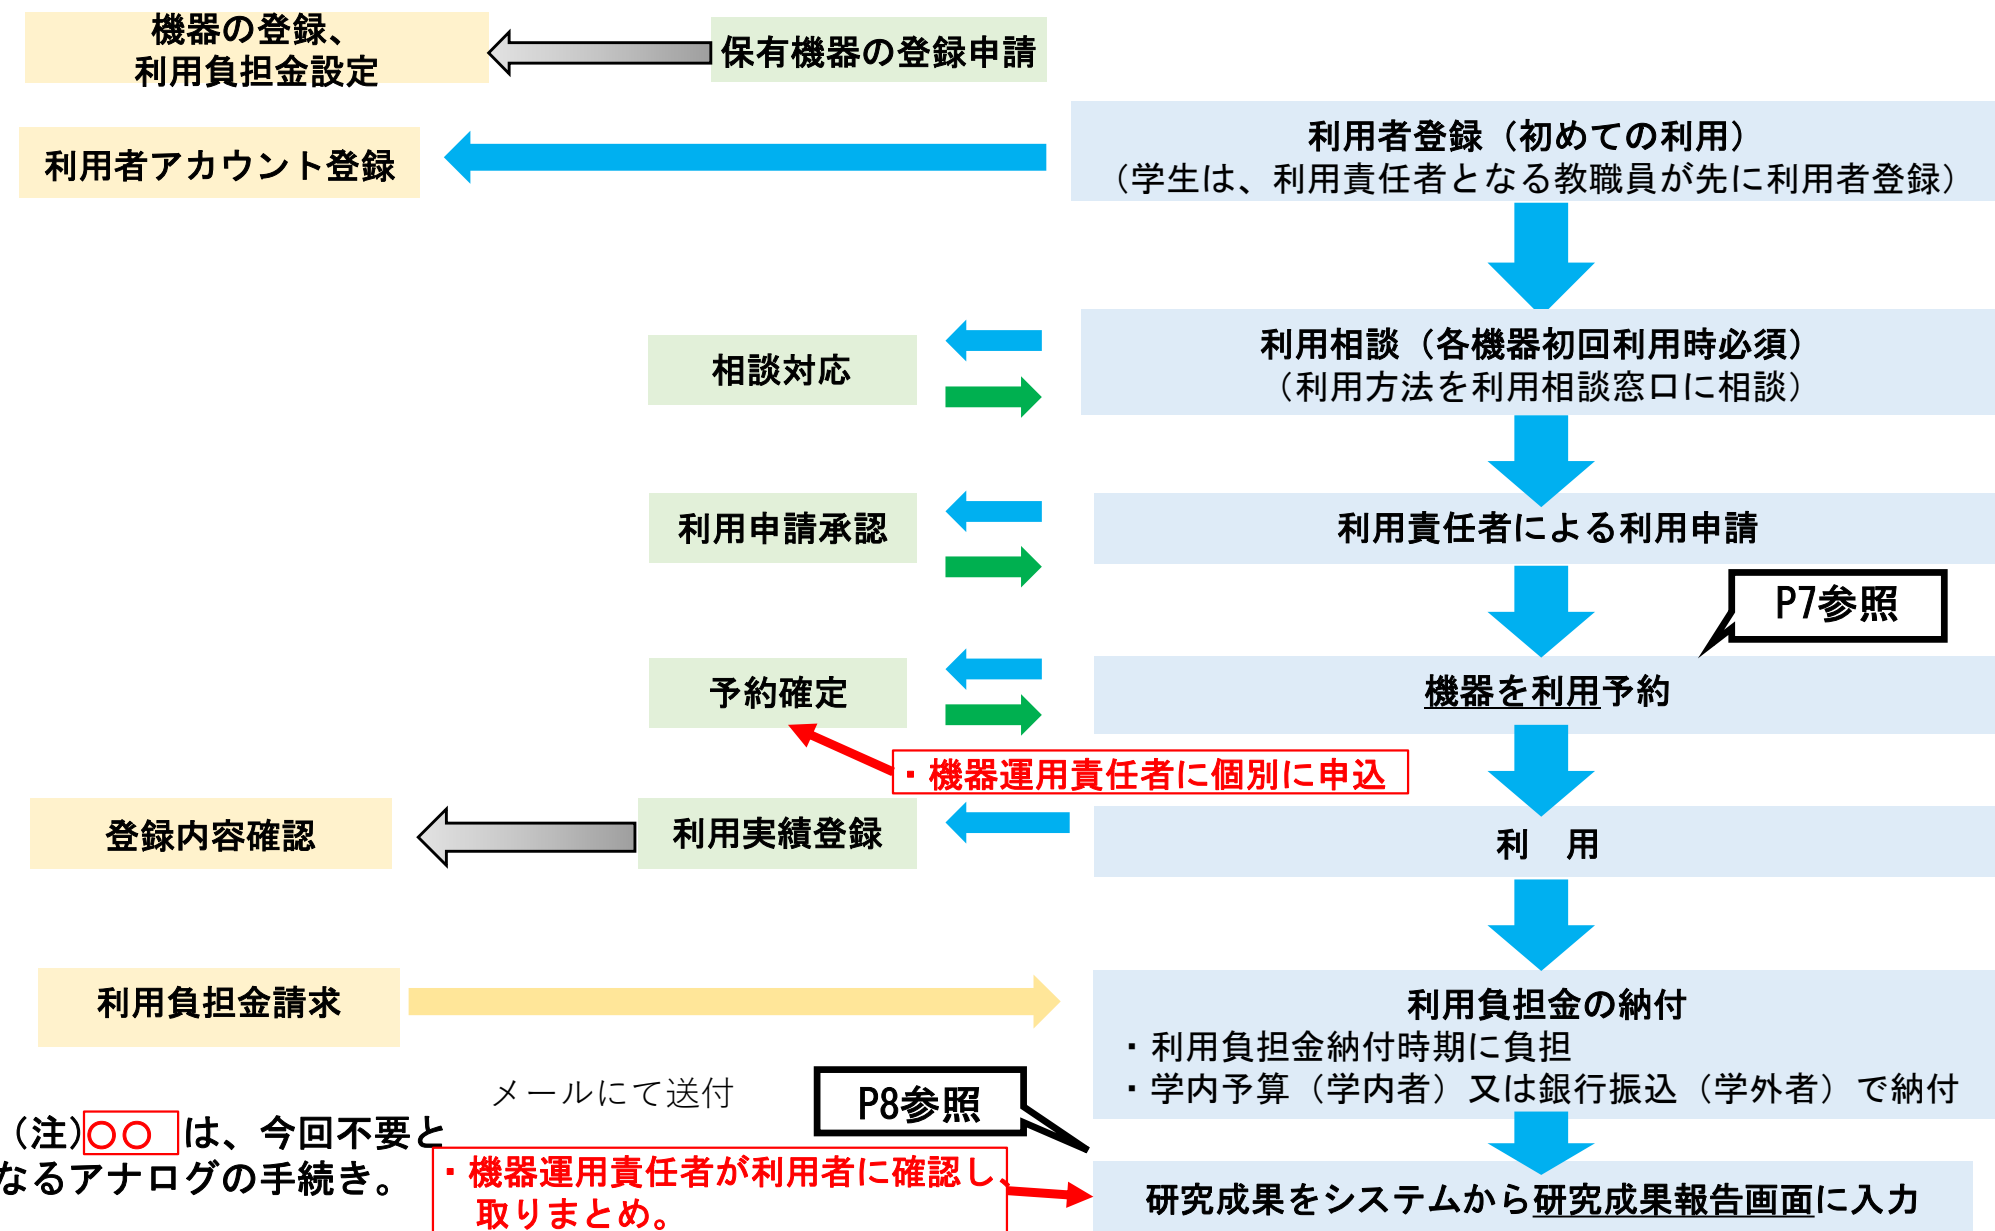 機器の登録、
利用負担金設定
保有機器の登録申請
利用者アカウント登録
利用者登録（初めての利用）
（学生は、利用責任者となる教職員が先に利用者登録）
相談対応
利用相談（各機器初回利用時必須）
（利用方法を利用相談窓口に相談）
利用申請承認
利用責任者による利用申請
P7参照
予約確定
機器を利用予約
・機器運用責任者に個別に申込
登録内容確認
利用実績登録
利　用
利用負担金請求
利用負担金の納付
・利用負担金納付時期に負担
・学内予算（学内者）又は銀行振込（学外者）で納付
メールにて送付
P8参照
（注）○○ は、今回不要と
なるアナログの手続き。
・機器運用責任者が利用者に確認し、
取りまとめ。
研究成果をシステムから研究成果報告画面に入力